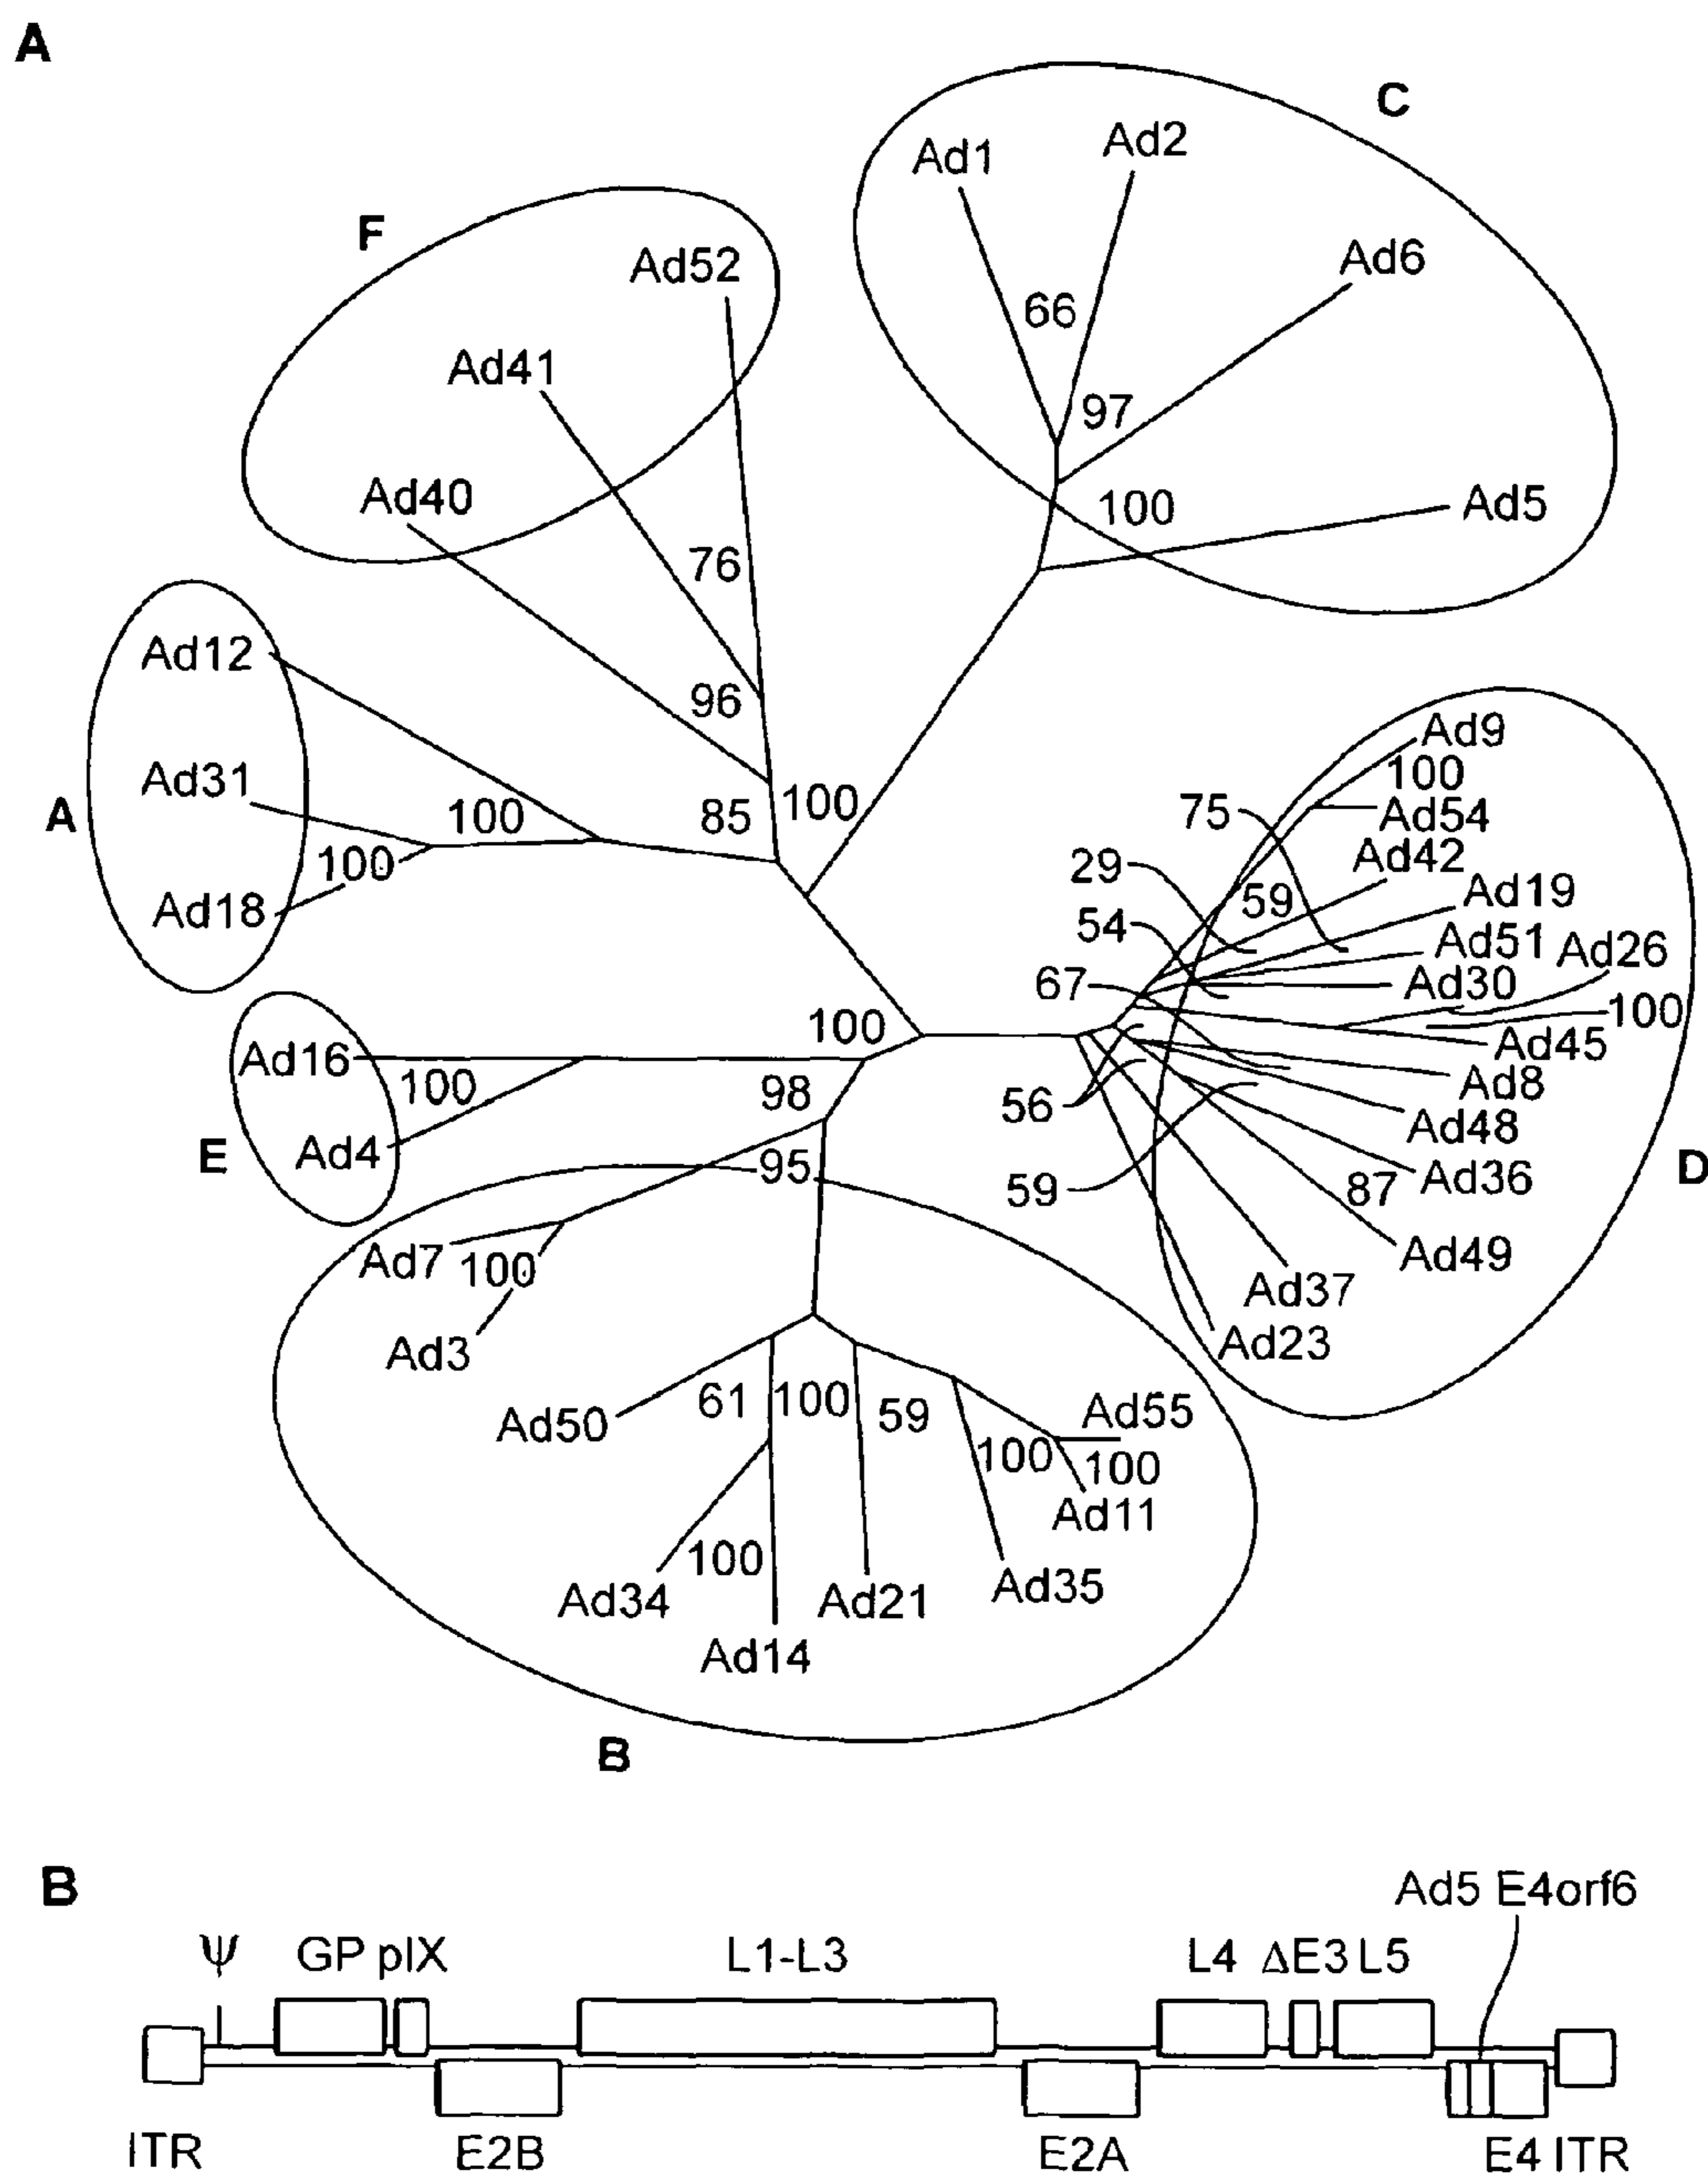 A
C
Ad1
Ad2
F
Ad52
Ad6
66
Ad41
97
Ad40
100
Ad5
76
Ad12
96
Ad9
100
Ad31
A
100
85
100
75
Ad54
Ad42
100
29
59
Ad19
Ad18
54
Ad51
Ad26
67
Ad30
100
100
Ad45
Ad16
100
98
56
Ad8
Ad48
E
Ad4
95
59
87
Ad36
D
Ad7
100
Ad49
Ad37
Ad3
Ad23
61
100
59
Ad55
Ad50
100
100
Ad11
100
Ad34
Ad21
Ad35
Ad14
B
B
Ad5 E4orf6
ψ
GP pIX
L1-L3
L4 ΔE3 L5
ITR
E2B
E2A
E4 ITR